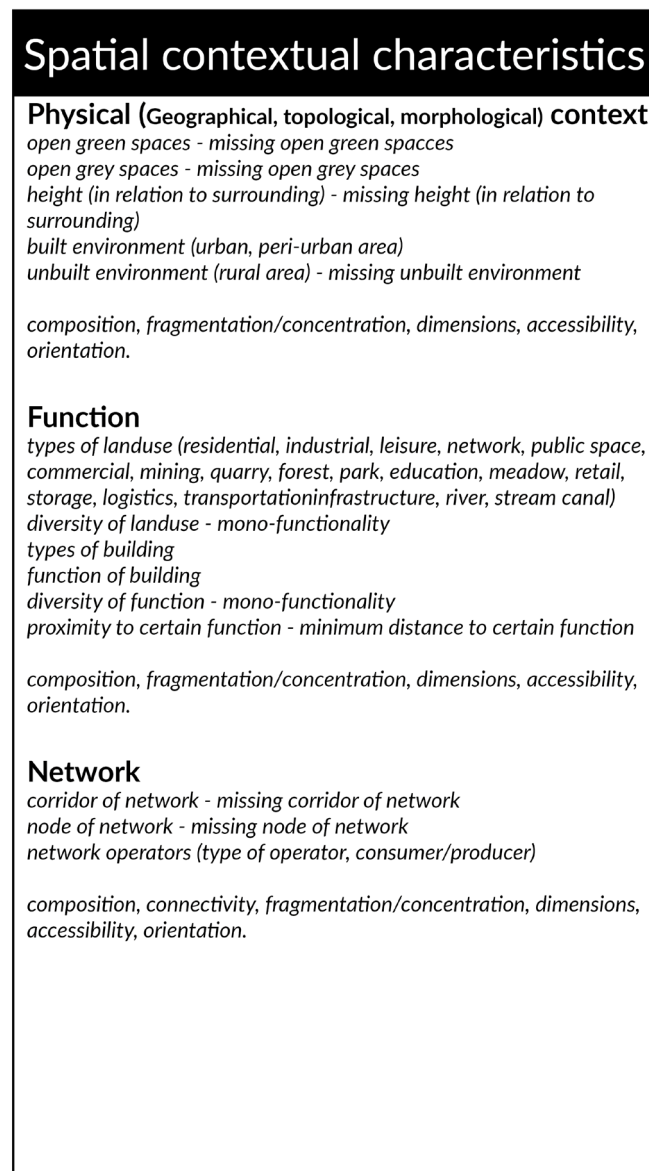 Spatial contextual characteristics
Physical (Geographical, topological, morphological) context
open green spaces - missing open green spacces
open grey spaces - missing open grey spaces
height (in relation to surrounding) - missing height (in relation to
surrounding)
built environment (urban, peri-urban area)
unbuilt environment (rural area) - missing unbuilt environment
composition, fragmentation/concentration, dimensions, accessibility,
orientation.
Function
types of landuse (residential, industrial, leisure, network, public space,
commercial, mining, quarry, forest, park, education, meadow, retail,
storage, logistics, transportationinfrastructure, river, stream canal)
diversity of landuse - mono-functionality
types of building
function of building
diversity of function - mono-functionality
proximity to certain function - minimum distance to certain function
composition, fragmentation/concentration, dimensions, accessibility,
orientation.
Network
corridor of network - missing corridor of network
node of network - missing node of network
network operators (type of operator, consumer/producer)
composition, connectivity, fragmentation/concentration, dimensions,
accessibility, orientation.